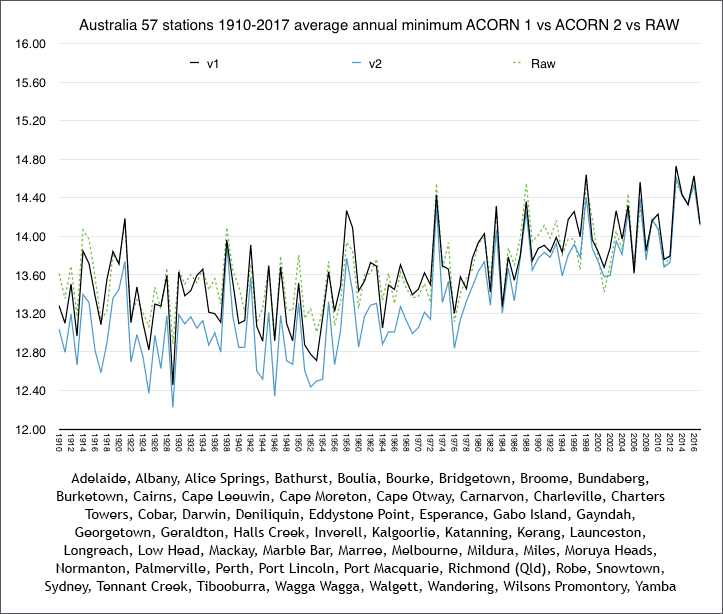 Australia 57 stations 1910-2017 average annual minimum ACORN 1 vs ACORN 2 vs RAW
16.00
v1 v2 Raw
15.60
15.20
14.80
14.40
14.00
13.60
13.20
12.80
12.40
12.00
1910 1912 1914 1916 1918 1920 1922 1924 1926 1928 1930 1932 1934 1936 1938 1940 1942 1944 1946 1948 1950 1952 1954 1956 1958 1960 1962 1964 1966 1968 1970 1972 1974 1976 1978 1980 1982 1984 1986 1988 1990 1992 1994 1996 1998 2000 2002 2004 2006 2008 2010 2012 2014 2016
Adelaide, Albany, Alice Springs, Bathurst, Boulia, Bourke, Bridgetown, Broome, Bundaberg,
Burketown, Cairns, Cape Leeuwin, Cape Moreton, Cape Otway, Carnarvon, Charleville, Charters
Towers, Cobar, Darwin, Deniliquin, Eddystone Point, Esperance, Gabo Island, Gayndah,
Georgetown, Geraldton, Halls Creek, Inverell, Kalgoorlie, Katanning, Kerang, Launceston,
Longreach, Low Head, Mackay, Marble Bar, Marree, Melbourne, Mildura, Miles, Moruya Heads,
Normanton, Palmerville, Perth, Port Lincoln, Port Macquarie, Richmond (Qld), Robe, Snowtown,
Sydney, Tennant Creek, Tibooburra, Wagga Wagga, Walgett, Wandering, Wilsons Promontory, Yamba